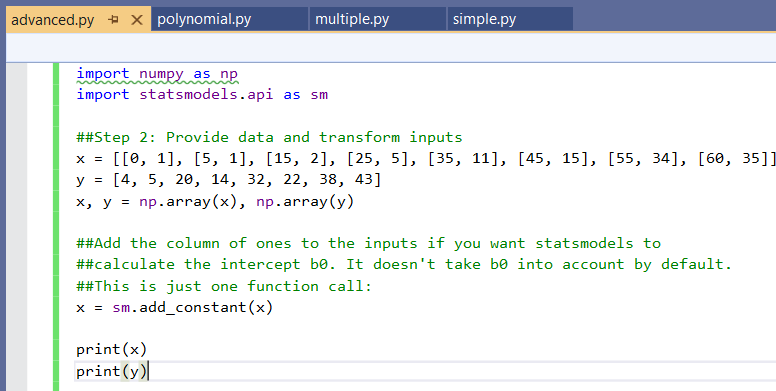 advanced.py polynomial.py multiple.py simple.py
import numpy as np
import statsmodels.api as sm
##Step 2: Provide data and transform inputs
x = [[0, 1], [5, 1], [15, 2], [25, 5], [35, 11], [45, 15], [55, 34], [60, 35]]
y = [4, 5, 20, 14, 32, 22, 38, 43]
x, y = np.array(x), np.array(y)
##Add the column of ones to the inputs if you want statsmodels to
##calculate the intercept b0. It doesn't take b0 into account by default.
##This is just one function call:
x = sm.add_constant(x)
print(x)
print(y)